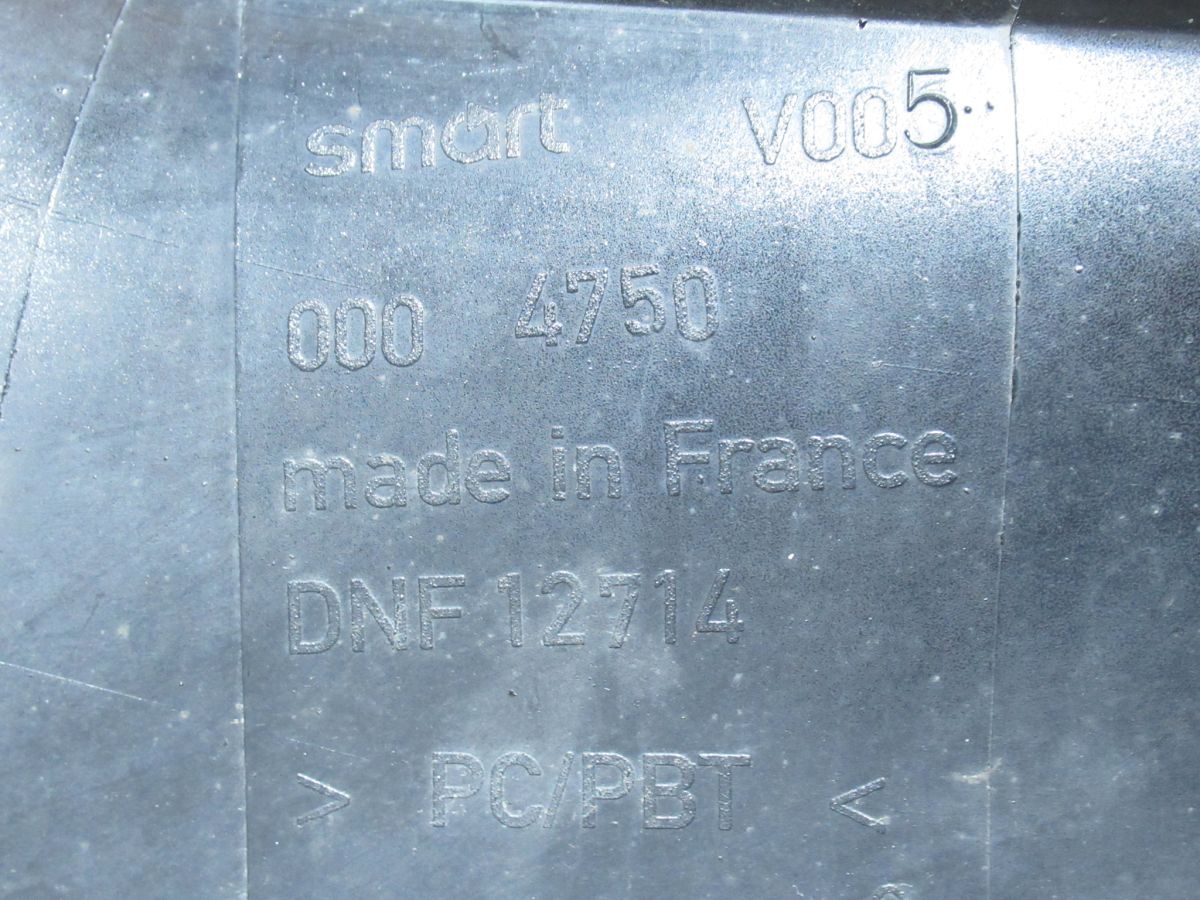 smart V005
000 4750
made in France
DNF 12714
> PC/PBT <